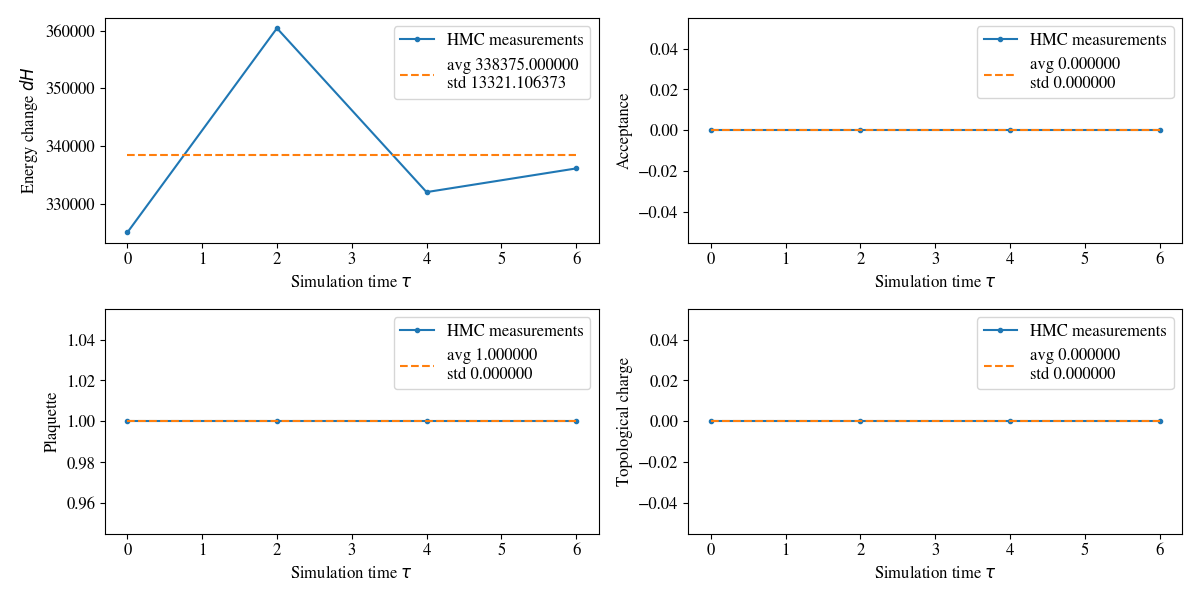 360000
350000
340000
330000
Energy change dH
HMC measurements
avg 338375.000000
std 13321.106373
0 1 2 3 4 5 6
Simulation time τ
0.04
0.02
0.00
−0.02
−0.04
Acceptance
HMC measurements
avg 0.000000
std 0.000000
0 1 2 3 4 5 6
Simulation time τ
1.04
1.02
1.00
0.98
0.96
Plaquette
HMC measurements
avg 1.000000
std 0.000000
0 1 2 3 4 5 6
Simulation time τ
0.04
0.02
0.00
−0.02
−0.04
Topological charge
HMC measurements
avg 0.000000
std 0.000000
0 1 2 3 4 5 6
Simulation time τ